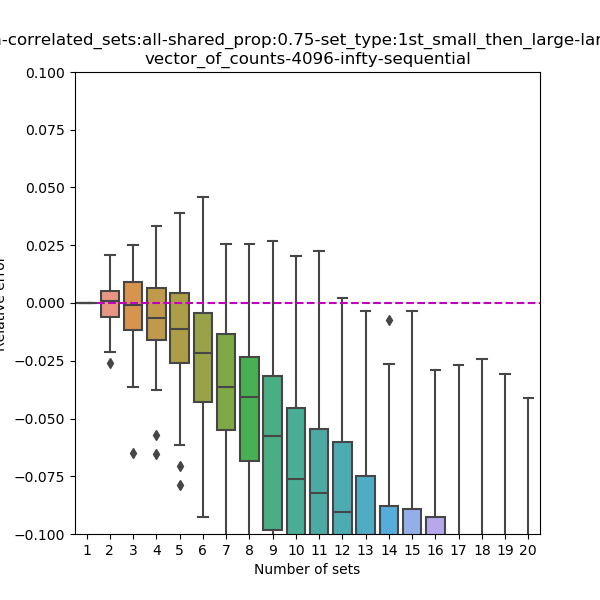 -correlated_sets:all-shared_prop:0.75-set_type:1st_small_then_large-lar
vector_of_counts-4096-infty-sequential
0.100
0.075
0.050
0.025
0.000
−0.025
−0.050
−0.075
−0.100
Relative error
1 2 3 4 5 6 7 8 9 10 11 12 13 14 15 16 17 18 19 20
Number of sets